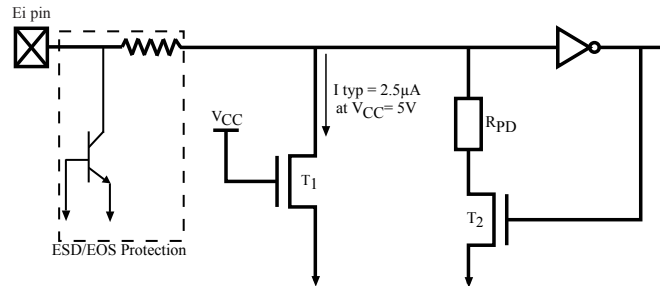 Ei pin
I typ = 2.5µA
at VCC= 5V
VCC
RPD
T1
T2
ESD/EOS Protection